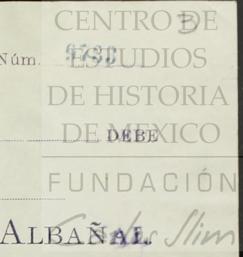 CENTRO DE
ESTUDIOS
Núm.
DE HISTORIA
DE MEXICO
DEBE
FUNDACIÓN
ALBAÑAL.
Carlos Slim